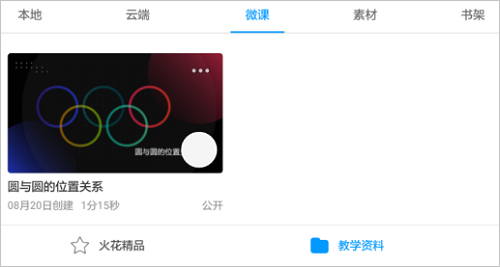 本地 云端 微课 素材 书架
圆与圆的位置关
圆与圆的位置关系
08月20日创建 1分15秒 公开
火花精品 教学资料